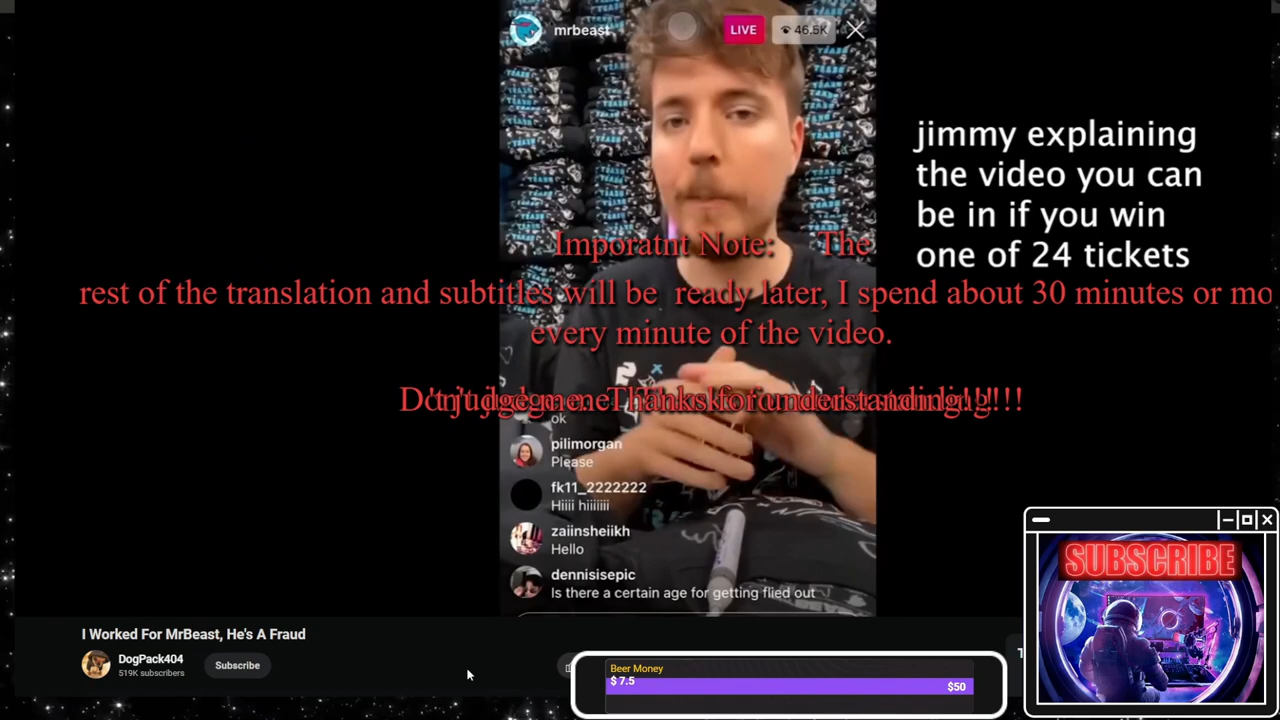 mrbeast
LIVE
46.5K
jimmy explaining
the video you can
be in if you win
one of 24 tickets
Imporatnt Note: The
rest of the translation and subtitles will be ready later, I spend about 30 minutes or mo
every minute of the video.
ok
pilimorgan
Please
fk11_2222222
Hiiii hiiiiiii
zaiinsheiikh
Hello
dennisisepic
Is there a certain age for getting flied out
SUBSCRIBE
I Worked For MrBeast, He's A Fraud
DogPack404
519K subscribers
Subscribe
Beer Money
$ 7.5
$50